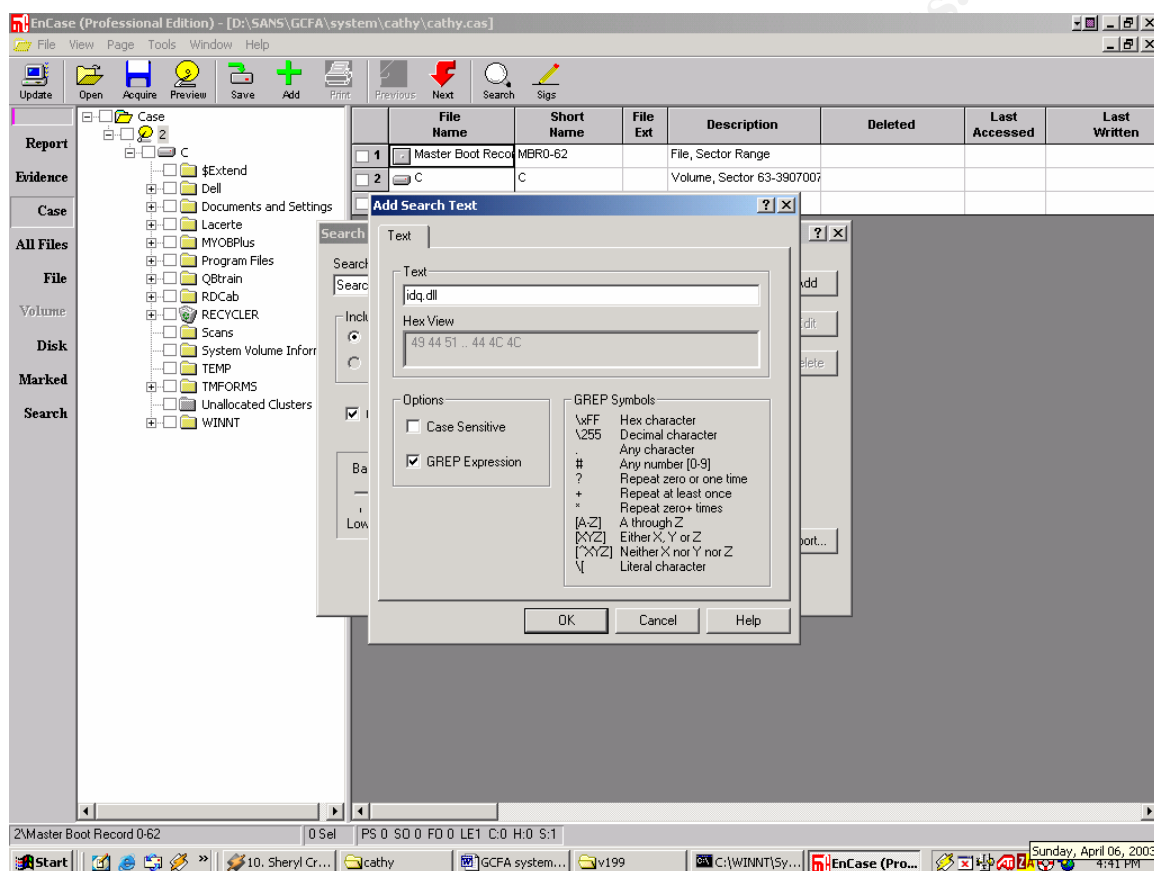 EnCase (Professional Edition) - [D:\SANS\GCFA\system\cathy\cathy.cas]
File View Page Tools Window Help
Update Open Acquire Preview Save Add Print Previous Next Search Sigs
Report
Evidence
Case
All Files
File
Volume
Disk
Marked
Search
Case
2
C
$Extend
Dell
Documents and Settings
Lacerte
MYOBPlus
Program Files
QBtrain
RDCab
RECYCLER
Scans
System Volume Inforr
TEMP
TMFORMS
Unallocated Clusters
WINNT
File Name Short Name File Ext Description Deleted Last Accessed Last Written
1 Master Boot Recor MBR0-62 File, Sector Range
2 C C Volume, Sector 63-3907007
Search
Searc
Searc
Inclu
Ba
Low
Add Search Text
Text
Text
idq.dll
Hex View
49 44 51 .. 44 4C 4C
Options
Case Sensitive
GREP Expression
GREP Symbols
\xFF Hex character
\255 Decimal character
. Any character
# Any number [0-9]
? Repeat zero or one time
+ Repeat at least once
* Repeat zero+ times
[A-Z] A through Z
[XYZ] Either X, Y or Z
[^XYZ] Neither X nor Y nor Z
\[ Literal character
OK Cancel Help
2\Master Boot Record 0-62 0 Sel PS 0 SO 0 FO 0 LE1 C:0 H:0 S:1
Start 10. Sheryl Cr... cathy GCFA system... v199 C:\WINNT\Sy... EnCase (Pro... 4:41 PM
Sunday, April 06, 2003